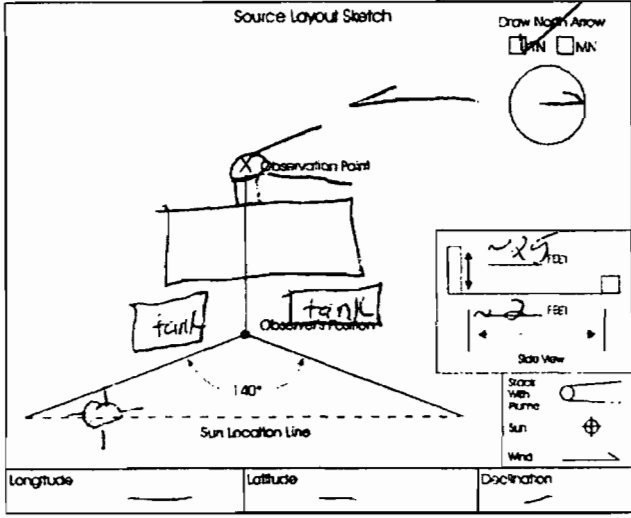 Source Layout Sketch
Draw North Arrow
TN MN
X Observation Point
~25 FEET
tank tank
Observer's Position
~2 FEET
Side View
140°
Sun Location Line
Stack
With
Plume
Sun
Wind
Longitude Latitude Declination